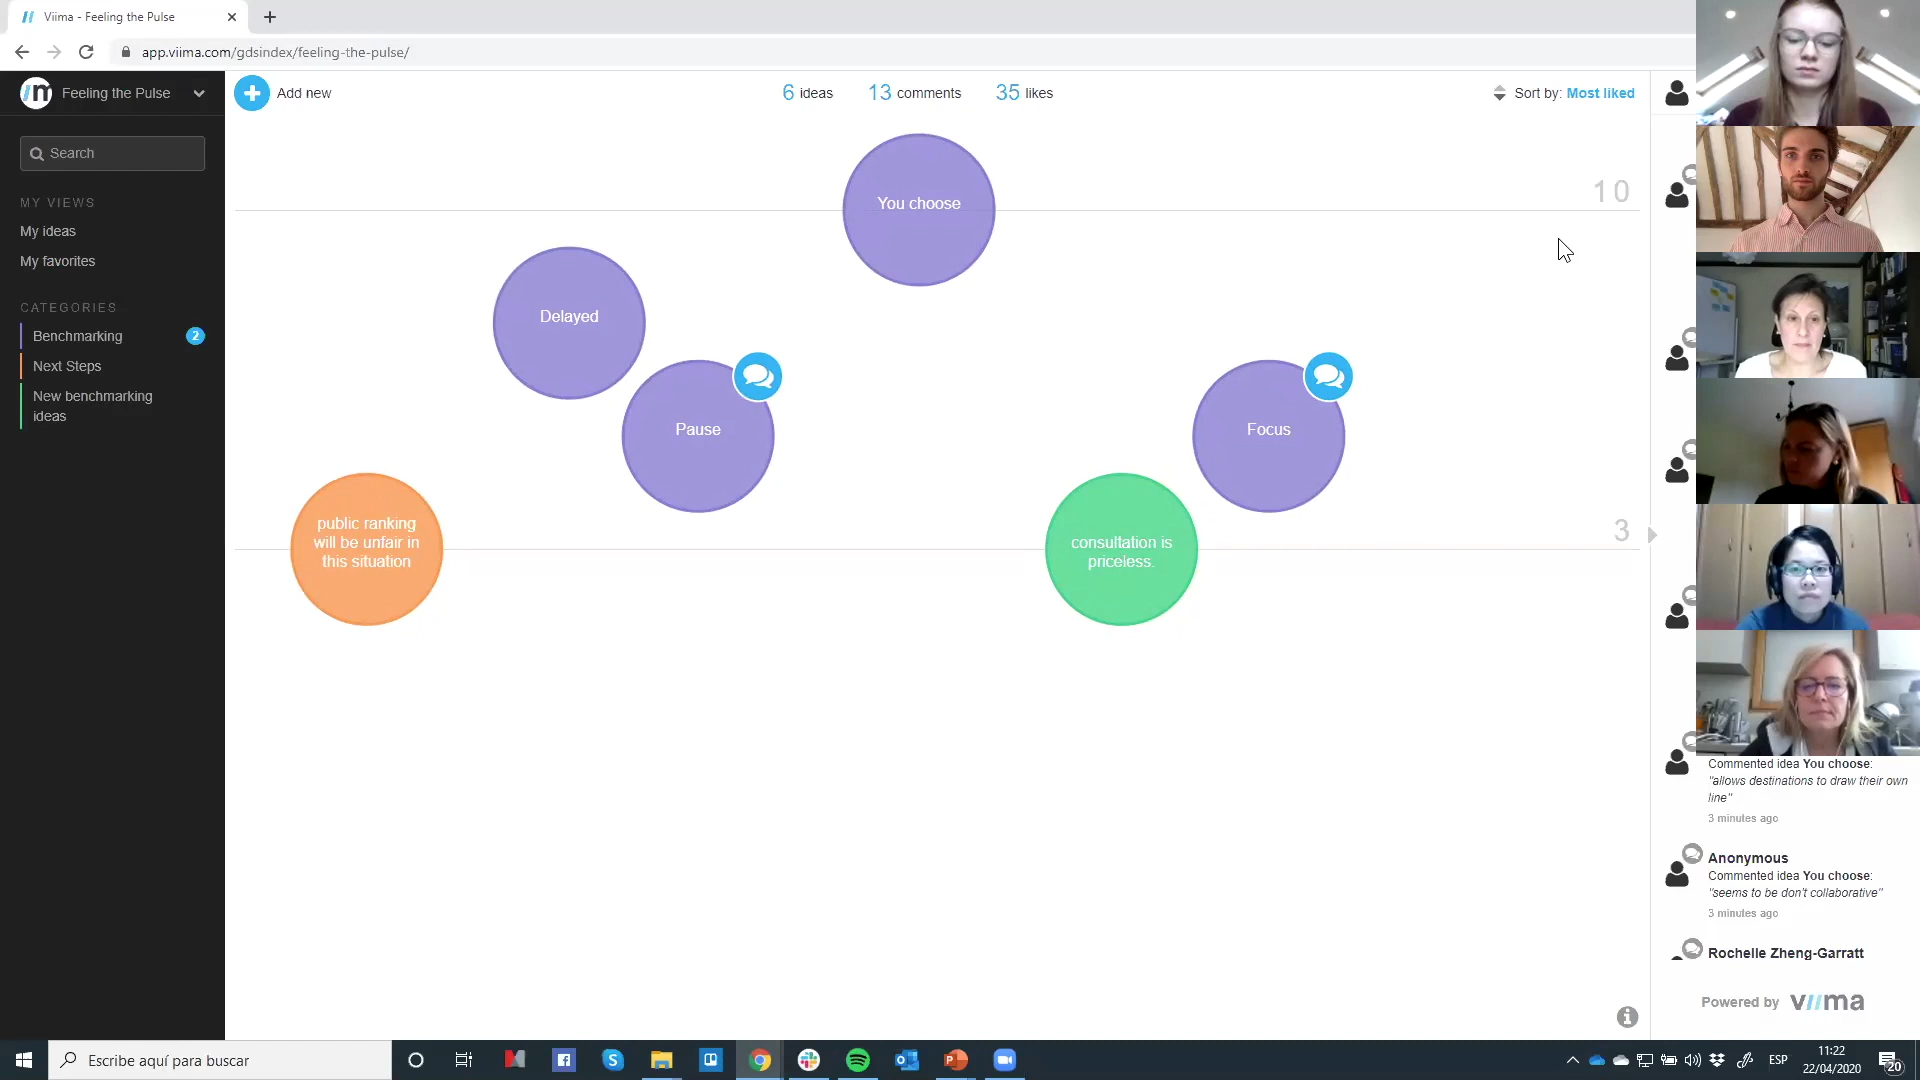 Viima - Feeling the Pulse
app.viima.com/gdsindex/feeling-the-pulse/
Feeling the Pulse
Add new
6 ideas 13 comments 35 likes
Sort by: Most liked
Search
MY VIEWS
My ideas
My favorites
CATEGORIES
Benchmarking 2
Next Steps
New benchmarking
ideas
10
You choose
Delayed
Pause
Focus
public ranking
will be unfair in
this situation
consultation is
priceless.
3
Commented idea You choose:
"allows destinations to draw their own
line"
3 minutes ago
Anonymous
Commented idea You choose:
"seems to be don't collaborative"
3 minutes ago
Rochelle Zheng-Garratt
Powered by viima
Escribe aquí para buscar
ESP
11:22
22/04/2020
20